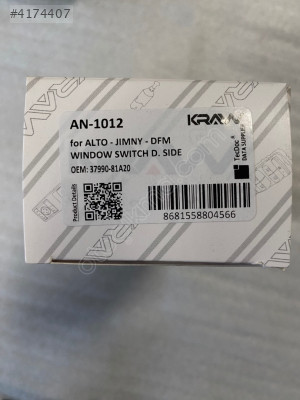 #4174407
AN-1012
KRAW
for ALTO - JIMNY - DFM
WINDOW SWITCH D. SIDE
OEM: 37990-81A20
Product Details
TecDoc
DATA SUPPLIER
8681558804566